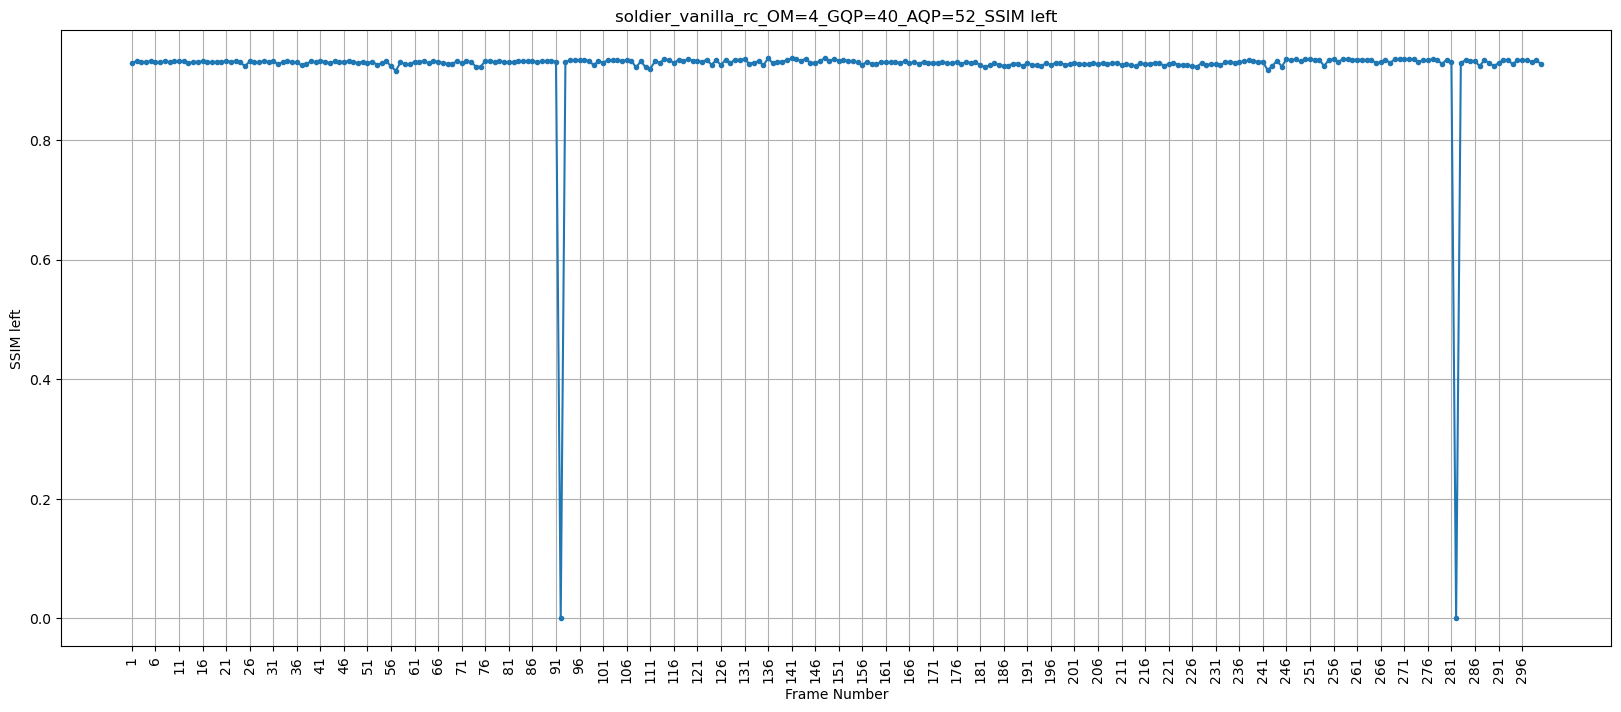 soldier_vanilla_rc_OM=4_GQP=40_AQP=52_SSIM left
SSIM left
0.8
0.6
0.4
0.2
0.0
1 6 11 16 21 26 31 36 41 46 51 56 61 66 71 76 81 86 91 96 101 106 111 116 121 126 131 136 141 146 151 156 161 166 171 176 181 186 191 196 201 206 211 216 221 226 231 236 241 246 251 256 261 266 271 276 281 286 291 296
Frame Number